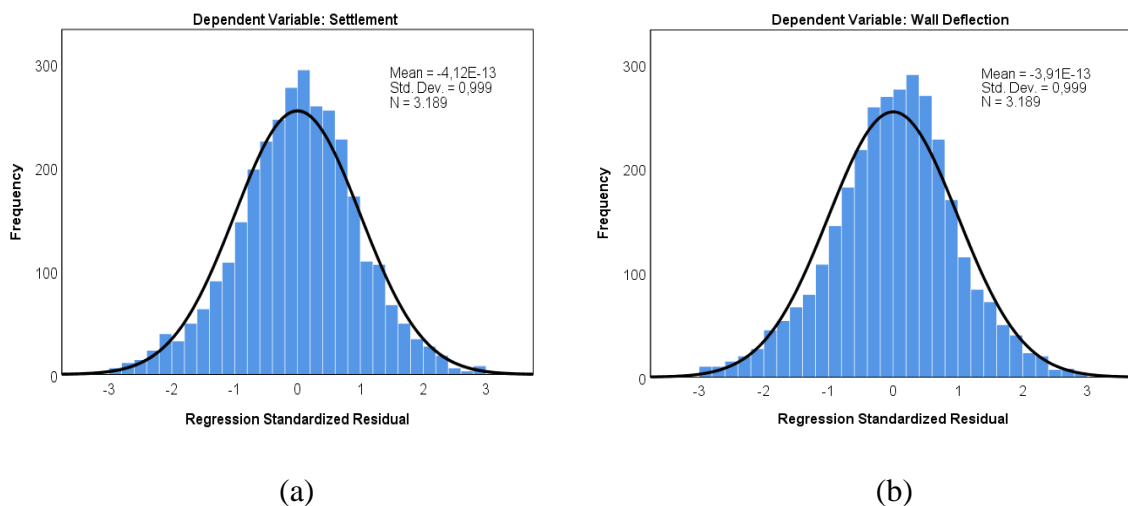 Dependent Variable: Settlement
Mean = -4,12E-13
Std. Dev. = 0,999
N = 3.189
Frequency
300
200
100
0
-3 -2 -1 0 1 2 3
Regression Standardized Residual
(a)
Dependent Variable: Wall Deflection
Mean = -3,91E-13
Std. Dev. = 0,999
N = 3.189
Frequency
300
200
100
0
-3 -2 -1 0 1 2 3
Regression Standardized Residual
(b)